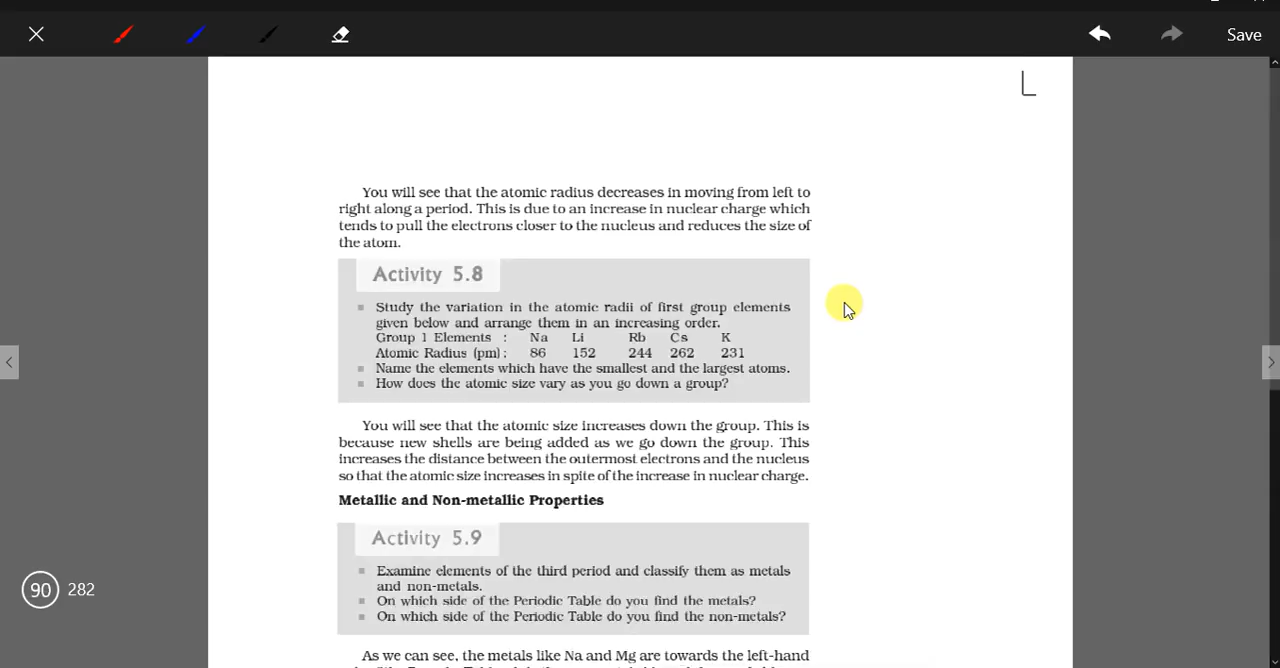 Save
You will see that the atomic radius decreases in moving from left to
right along a period. This is due to an increase in nuclear charge which
tends to pull the electrons closer to the nucleus and reduces the size of
the atom.
Activity 5.8
Study the variation in the atomic radii of first group elements
given below and arrange them in an increasing order.
Group 1 Elements : Na Li Rb Cs K
Atomic Radius (pm) : 86 152 244 262 231
Name the elements which have the smallest and the largest atoms.
How does the atomic size vary as you go down a group?
You will see that the atomic size increases down the group. This is
because new shells are being added as we go down the group. This
increases the distance between the outermost electrons and the nucleus
so that the atomic size increases in spite of the increase in nuclear charge.
Metallic and Non-metallic Properties
Activity 5.9
Examine elements of the third period and classify them as metals
and non-metals.
On which side of the Periodic Table do you find the metals?
On which side of the Periodic Table do you find the non-metals?
90 282
As we can see, the metals like Na and Mg are towards the left-hand